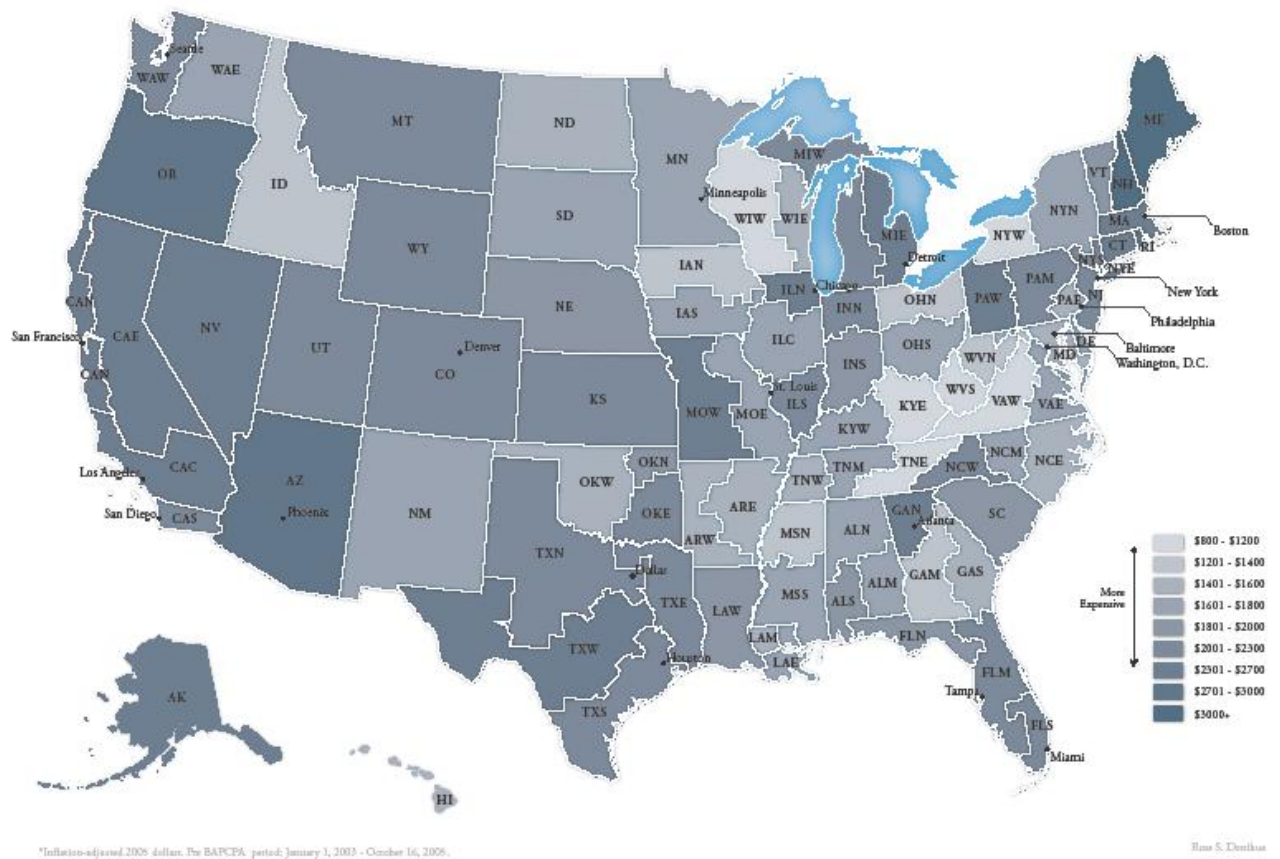 Seattle
WAW
WAE
MT
ND
MN
ME
OR
ID
SD
WY
Minneapolis
WIW
WIE
MIW
MIE
VT
NH
NYN
NYW
MA
Boston
CT
RI
NYS
NYE
Detroit
IAN
IAS
NE
ILN
Chicago
INN
OHN
PAW
PAM
PAE
NJ
New York
Philadelphia
CAN
San Francisco
CAN
CAE
NV
UT
Denver
CO
KS
ILC
INS
OHS
WVN
MD
DE
Baltimore
Washington, D.C.
MOW
MOE
St. Louis
ILS
KYW
KYE
WVS
VAW
VAE
Los Angeles
CAC
San Diego
CAS
AZ
Phoenix
NM
OKW
OKN
OKE
ARW
ARE
TNW
TNM
TNE
NCW
NCM
NCE
SC
TXN
Dallas
TXE
TXW
Houston
TXS
LAW
LAM
LAE
MSN
MSS
ALN
ALM
ALS
GAN
Atlanta
GAM
GAS
FLN
FLM
Tampa
FLS
Miami
AK
HI
More
Expensive
$800 - $1200
$1201 - $1400
$1401 - $1600
$1601 - $1800
$1801 - $2000
$2001 - $2300
$2301 - $2700
$2701 - $3000
$3000+